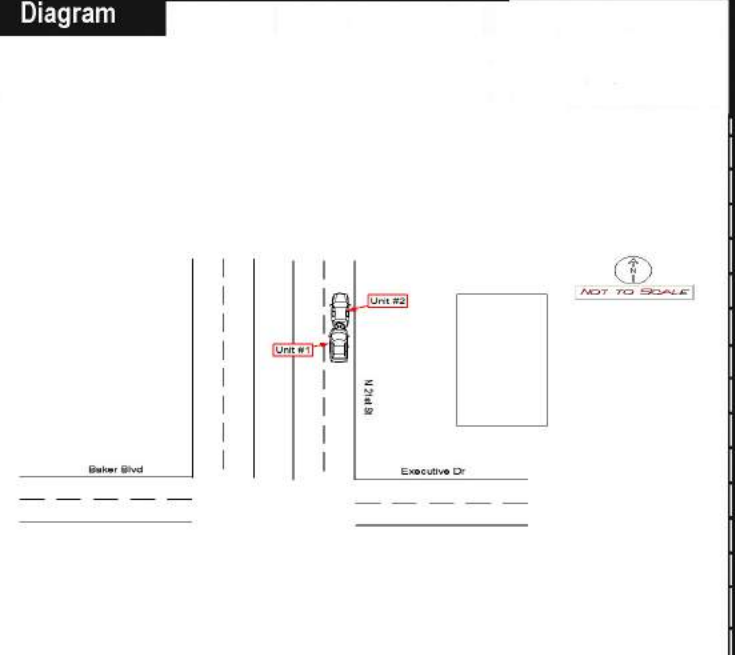 Diagram
N
NOT TO SCALE
Unit #2
Unit #1
N 21st St
Baker Blvd
Executive Dr